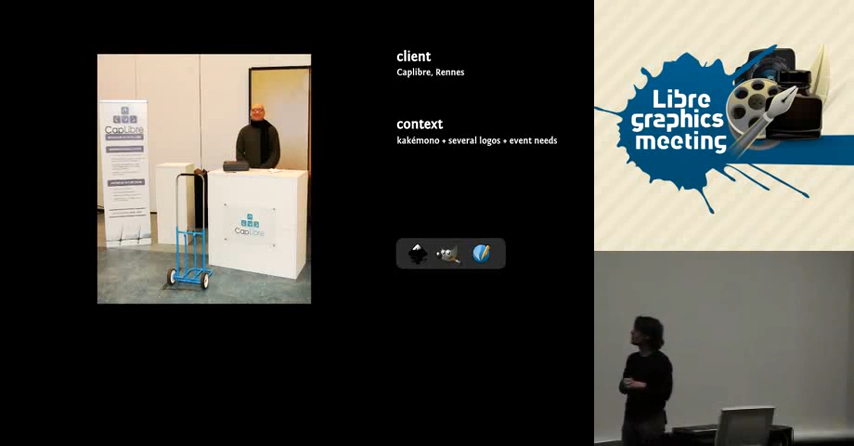 client
Caplibre, Rennes
context
kakémono + several logos + event needs
CapLibre
CapLibre
Libre
graphics
meeting